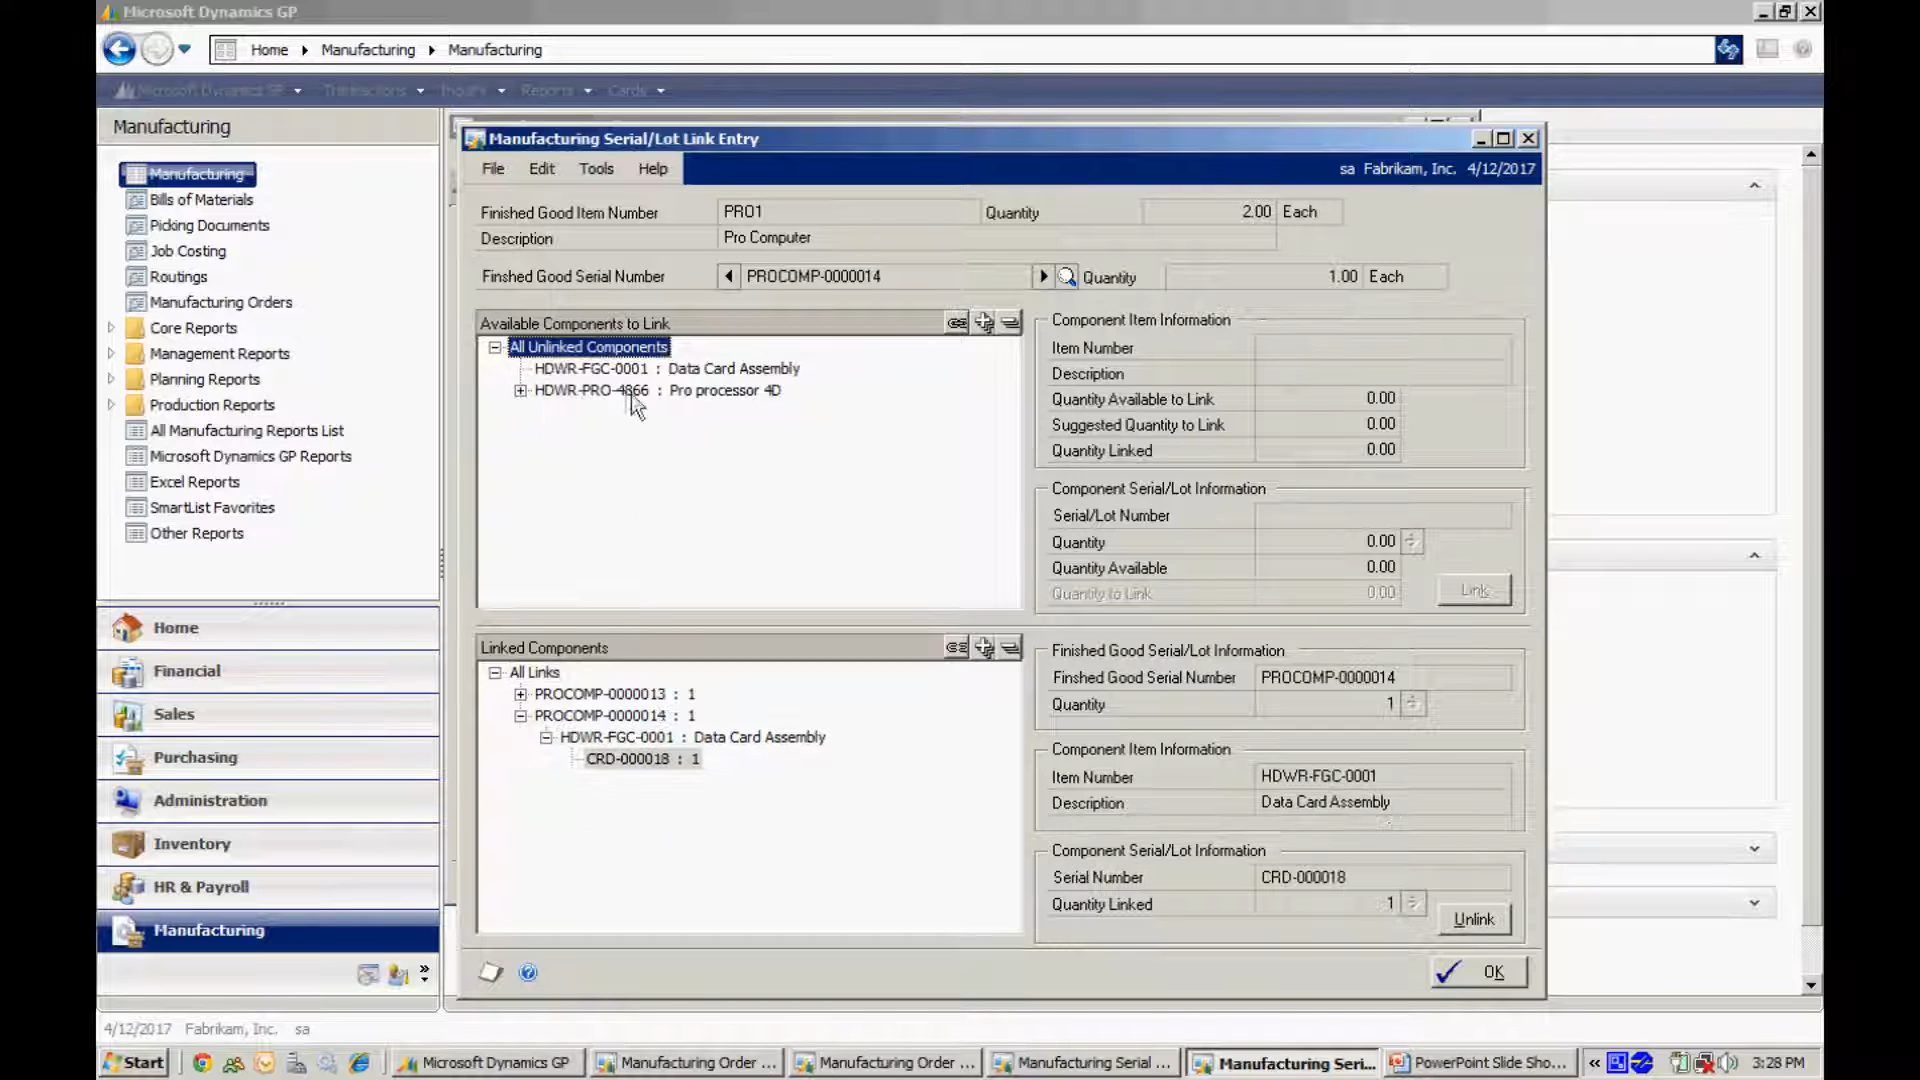 Microsoft Dynamics GP
Home Manufacturing Manufacturing
Microsoft Dynamics GP Transactions Inquiry Reports Cards
Manufacturing
Manufacturing
Bills of Materials
Picking Documents
Job Costing
Routings
Manufacturing Orders
Core Reports
Management Reports
Planning Reports
Production Reports
All Manufacturing Reports List
Microsoft Dynamics GP Reports
Excel Reports
SmartList Favorites
Other Reports
Home
Financial
Sales
Purchasing
Administration
Inventory
HR & Payroll
Manufacturing
Manufacturing Serial/Lot Link Entry
File Edit Tools Help sa Fabrikam, Inc. 4/12/2017
Finished Good Item Number PRO1 Quantity 2.00 Each
Description Pro Computer
Finshed Good Serial Number PROCOMP-0000014 Quantity 1.00 Each
Available Components to Link
All Unlinked Components
HDWR-FGC-0001 : Data Card Assembly
HDWR-PRO-4866 : Pro processor 4D
Component Item Information
Item Number
Description
Quantity Available to Link 0.00
Suggested Quantity to Link 0.00
Quantity Linked 0.00
Component Serial/Lot Information
Serial/Lot Number
Quantity 0.00
Quantity Available 0.00
Quantity to Link 0.00 Link
Linked Components
All Links
PROCOMP-0000013 : 1
PROCOMP-0000014 : 1
HDWR-FGC-0001 : Data Card Assembly
CRD-000018 : 1
Finished Good Serial/Lot Information
Finshed Good Serial Number PROCOMP-0000014
Quantity 1
Component Item Information
Item Number HDWR-FGC-0001
Description Data Card Assembly
Component Serial/Lot Information
Serial Number CRD-000018
Quantity Linked 1
Unlink
OK
4/12/2017 Fabrikam, Inc. sa
Start Microsoft Dynamics GP Manufacturing Order ... Manufacturing Order ... Manufacturing Serial ... Manufacturing Seri... PowerPoint Slide Sho... 3:28 PM